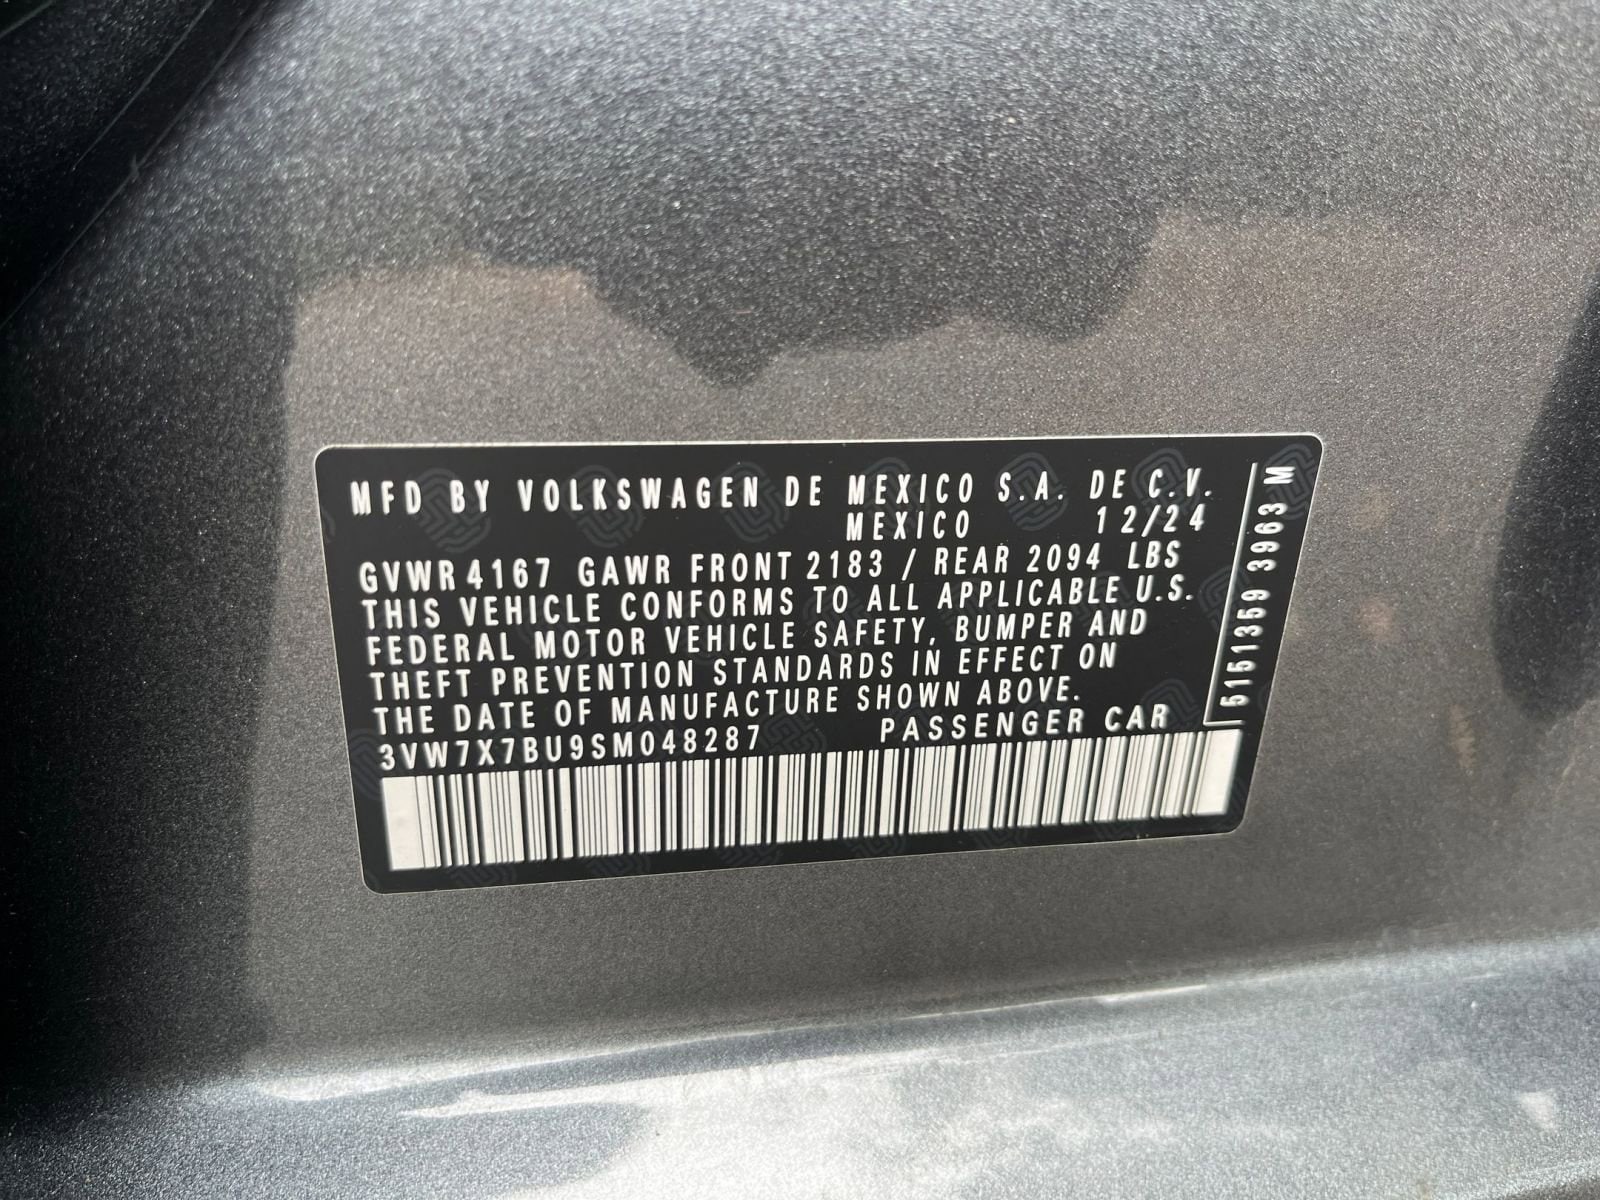 MFD BY VOLKSWAGEN DE MEXICO S.A. DE C.V.
MEXICO 12/24
GVWR 4167 GAWR FRONT 2183 / REAR 2094 LBS
THIS VEHICLE CONFORMS TO ALL APPLICABLE U.S.
FEDERAL MOTOR VEHICLE SAFETY, BUMPER AND
THEFT PREVENTION STANDARDS IN EFFECT ON
THE DATE OF MANUFACTURE SHOWN ABOVE.
3VW7X7BU9SM048287 PASSENGER CAR
5151359 3963 M